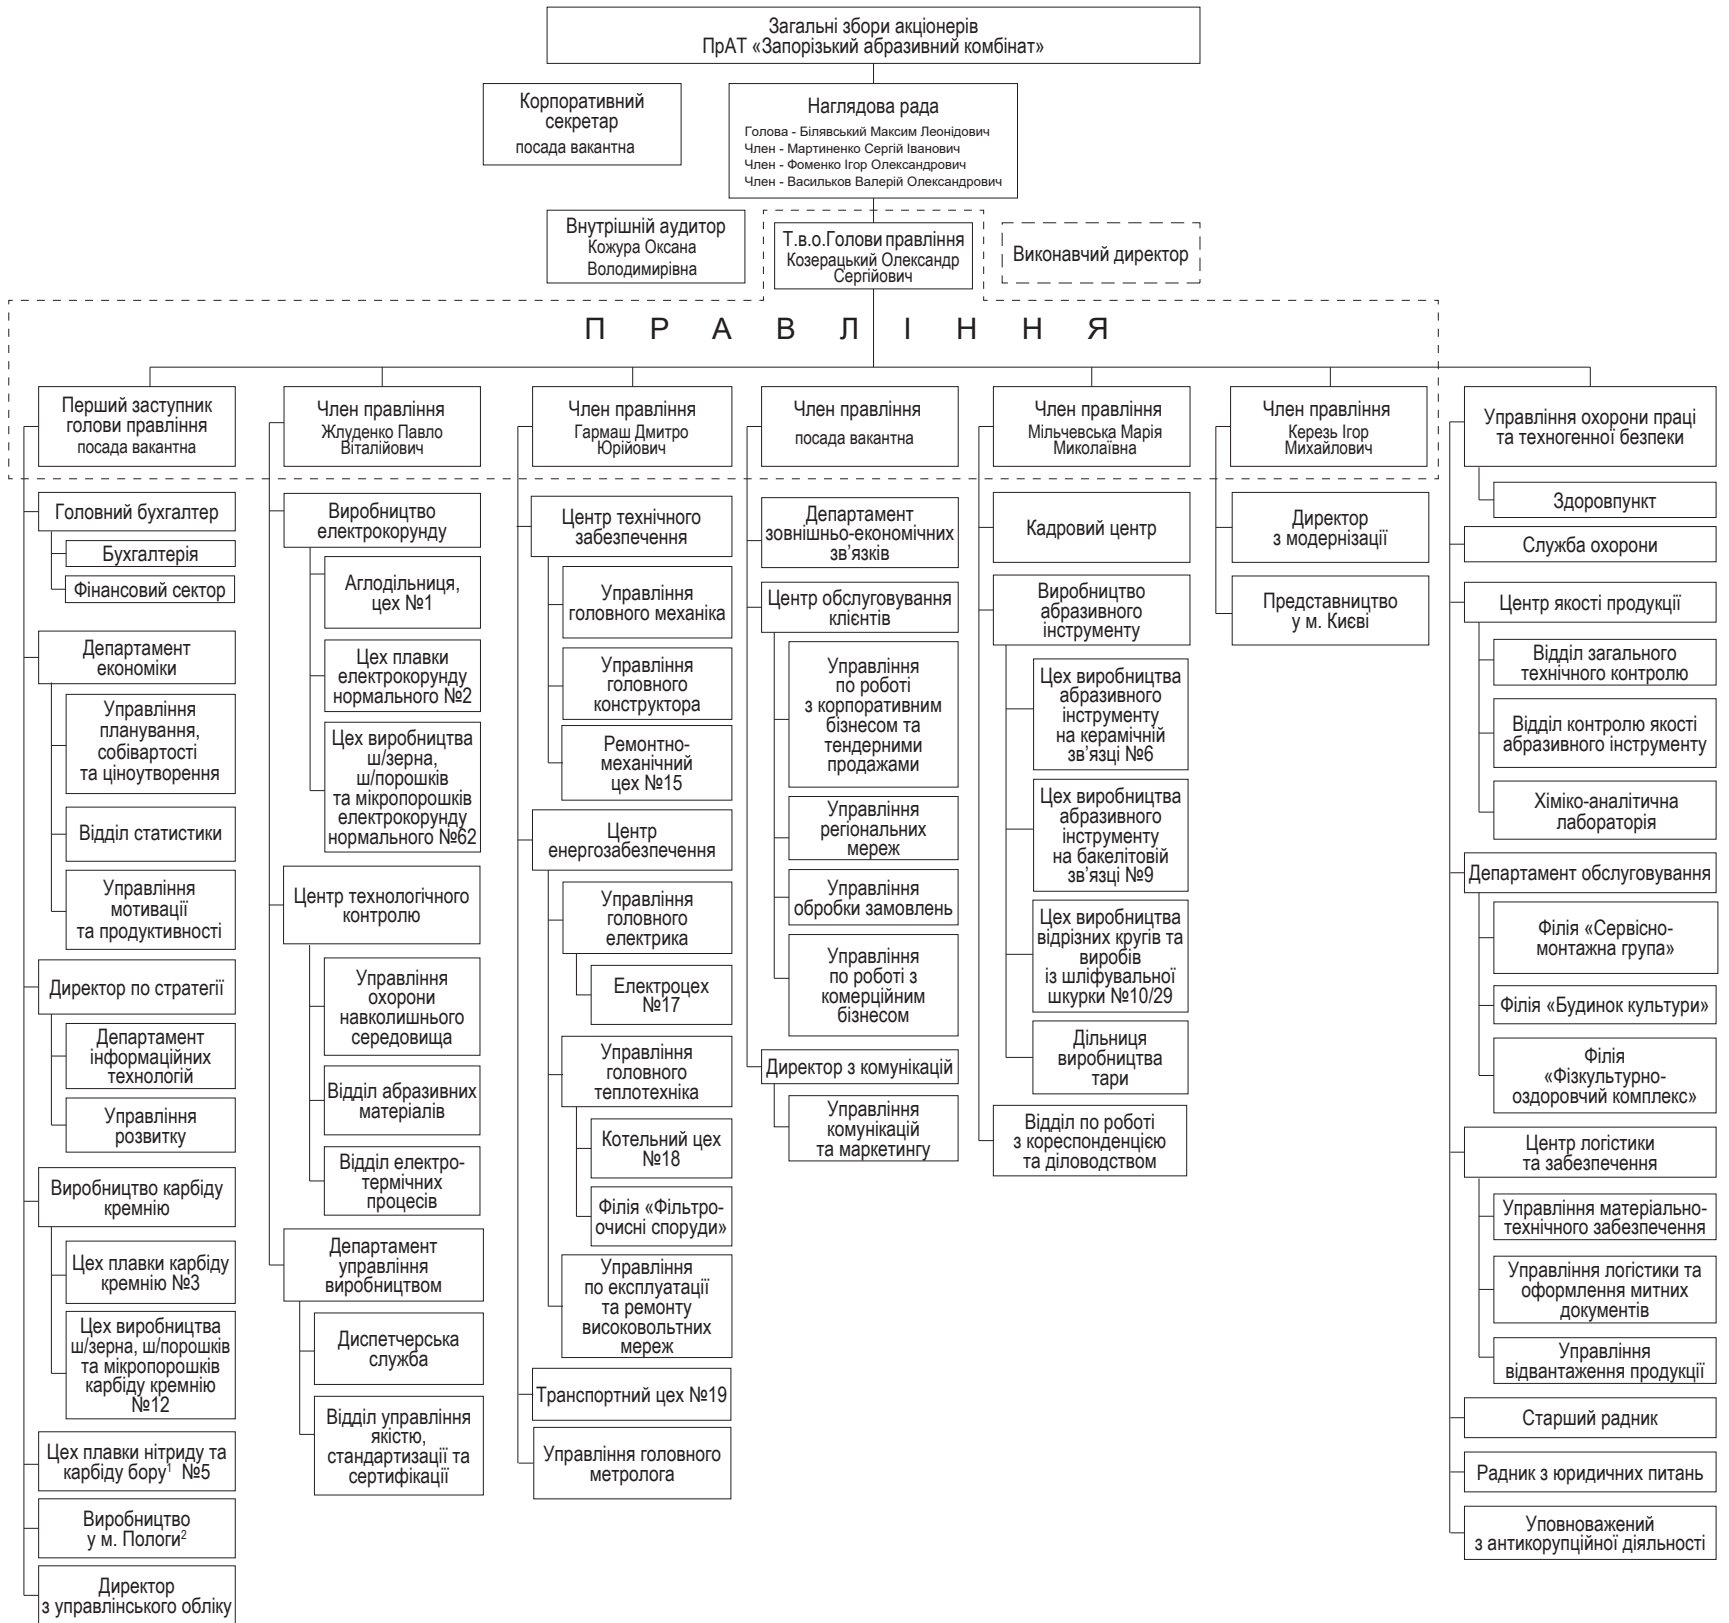 Загальні збори акціонерів
ПрАТ «Запорізький абразивний комбінат»
Корпоративний
секретар
посада вакантна
Наглядова рада
Голова - Білявський Максим Леонідович
Член - Мартиненко Сергій Іванович
Член - Фоменко Ігор Олександрович
Член - Васильков Валерій Олександрович
Внутрішній аудитор
Кожура Оксана
Володимирівна
Т.в.о.Голови правління
Козерацький Олександр
Сергійович
Виконавчий директор
П Р А В Л І Н Н Я
Перший заступник
голови правління
посада вакантна
Головний бухгалтер
Бухгалтерія
Фінансовий сектор
Департамент
економіки
Управління
планування,
собівартості
та ціноутворення
Відділ статистики
Управління
мотивації
та продуктивності
Директор по стратегії
Департамент
інформаційних
технологій
Управління
розвитку
Виробництво карбіду
кремнію
Цех плавки карбіду
кремнію №3
Цех виробництва
ш/зерна, ш/порошків
та мікропорошків
карбіду кремнію
№12
Цех плавки нітриду та
карбіду бору¹ №5
Виробництво
у м. Пологи²
Директор
з управлінського обліку
Член правління
Жлуденко Павло
Віталійович
Виробництво
електрокорунду
Аглодільниця,
цех №1
Цех плавки
електрокорунду
нормального №2
Цех виробництва
ш/зерна,
ш/порошків
та мікропорошків
електрокорунду
нормального №62
Центр технологічного
контролю
Управління
охорони
навколишнього
середовища
Відділ абразивних
матеріалів
Відділ електро-
термічних
процесів
Департамент
управління
виробництвом
Диспетчерська
служба
Відділ управління
якістю,
стандартизації та
сертифікації
Член правління
Гармаш Дмитро
Юрійович
Центр технічного
забезпечення
Управління
головного механіка
Управління
головного
конструктора
Ремонтно-
механічний
цех №15
Центр
енергозабезпечення
Управління
головного
електрика
Електроцех
№17
Управління
головного
теплотехніка
Котельний цех
№18
Філія «Фільтро-
очисні споруди»
Управління
по експлуатації
та ремонту
високовольтних
мереж
Транспортний цех №19
Управління головного
метролога
Член правління
посада вакантна
Департамент
зовнішньо-економічних
зв’язків
Центр обслуговування
клієнтів
Управління
по роботі
з корпоративним
бізнесом та
тендерними
продажами
Управління
регіональних
мереж
Управління
обробки замовлень
Управління
по роботі з
комерційним
бізнесом
Директор з комунікацій
Управління
комунікацій
та маркетингу
Член правління
Мільчевська Марія
Миколаївна
Кадровий центр
Виробництво
абразивного
інструменту
Цех виробництва
абразивного
інструменту
на керамічній
зв’язці №6
Цех виробництва
абразивного
інструменту
на бакелітовій
зв’язці №9
Цех виробництва
відрізних кругів та
виробів
із шліфувальної
шкурки №10/29
Дільниця
виробництва
тари
Відділ по роботі
з кореспонденцією
та діловодством
Член правління
Керезь Ігор
Михайлович
Директор
з модернізації
Представництво
у м. Києві
Управління охорони праці
та техногенної безпеки
Здоровпункт
Служба охорони
Центр якості продукції
Відділ загального
технічного контролю
Відділ контролю якості
абразивного інструменту
Хіміко-аналітична
лабораторія
Департамент обслуговування
Філія «Сервісно-
монтажна група»
Філія «Будинок культури»
Філія
«Фізкультурно-
оздоровчий комплекс»
Центр логістики
та забезпечення
Управління матеріально-
технічного забезпечення
Управління логістики та
оформлення митних
документів
Управління
відвантаження продукції
Старший радник
Радник з юридичних питань
Уповноважений
з антикорупційної діяльності